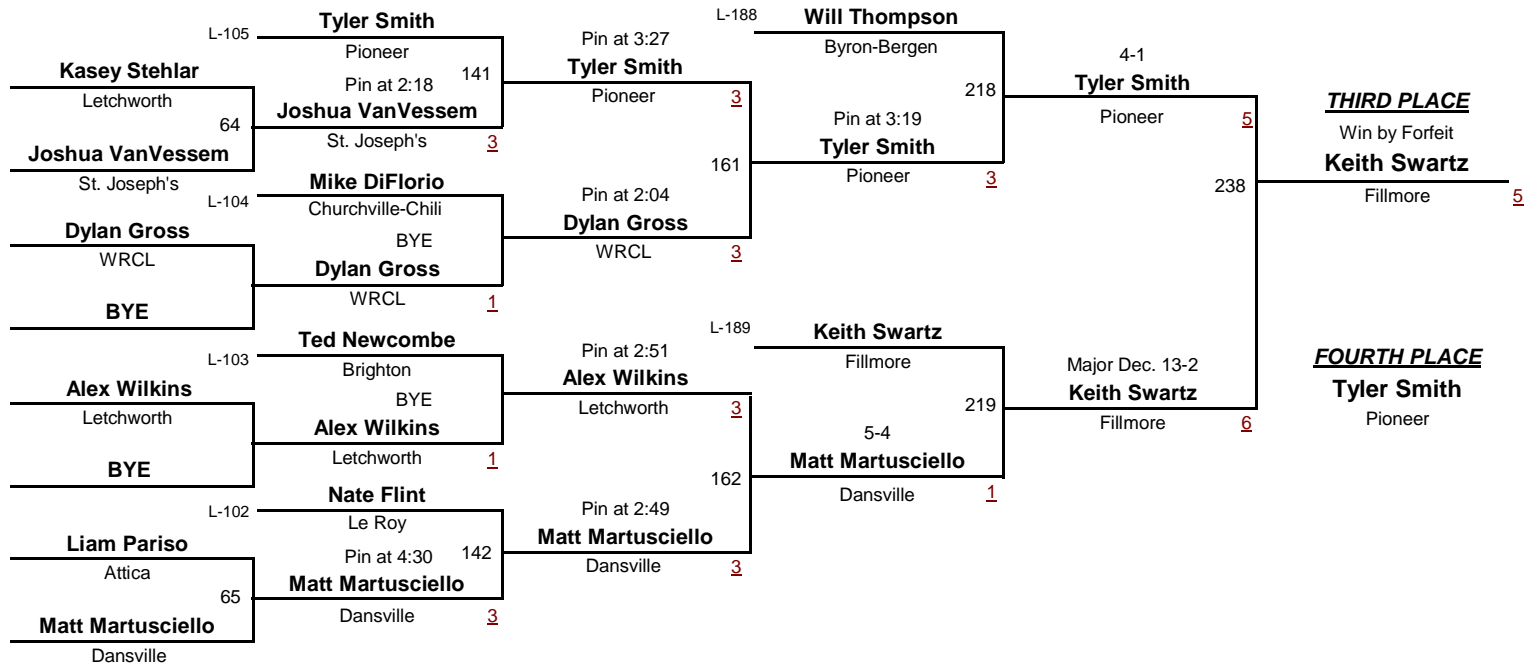 L-105
Tyler Smith
Pioneer
Kasey Stehlar
Letchworth
64
Pin at 2:18
Joshua VanVessem
St. Joseph's
3
Joshua VanVessem
St. Joseph's
141
Pin at 3:27
Tyler Smith
Pioneer
3
L-104
Mike DiFlorio
Churchville-Chili
Dylan Gross
WRCL
BYE
BYE
Dylan Gross
WRCL
1
Pin at 2:04
Dylan Gross
WRCL
3
161
L-188
Will Thompson
Byron-Bergen
Pin at 3:19
Tyler Smith
Pioneer
3
218
4-1
Tyler Smith
Pioneer
5
L-103
Ted Newcombe
Brighton
Alex Wilkins
Letchworth
BYE
BYE
Alex Wilkins
Letchworth
1
Pin at 2:51
Alex Wilkins
Letchworth
3
L-102
Nate Flint
Le Roy
Liam Pariso
Attica
65
Pin at 4:30
Matt Martusciello
Dansville
3
Matt Martusciello
Dansville
142
Pin at 2:49
Matt Martusciello
Dansville
3
162
L-189
Keith Swartz
Fillmore
5-4
Matt Martusciello
Dansville
1
219
Major Dec. 13-2
Keith Swartz
Fillmore
6
238
THIRD PLACE
Win by Forfeit
Keith Swartz
Fillmore
5
FOURTH PLACE
Tyler Smith
Pioneer